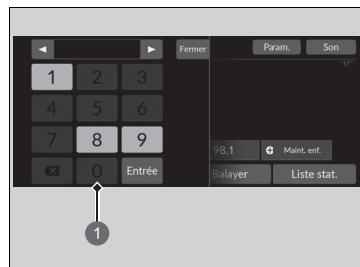 Fermer
Param.
Son
"ST"
1 2 3
4 5 6
7 8 9
0 Entrée
98.1
Maint. enf.
Balayer
Liste stat.
1